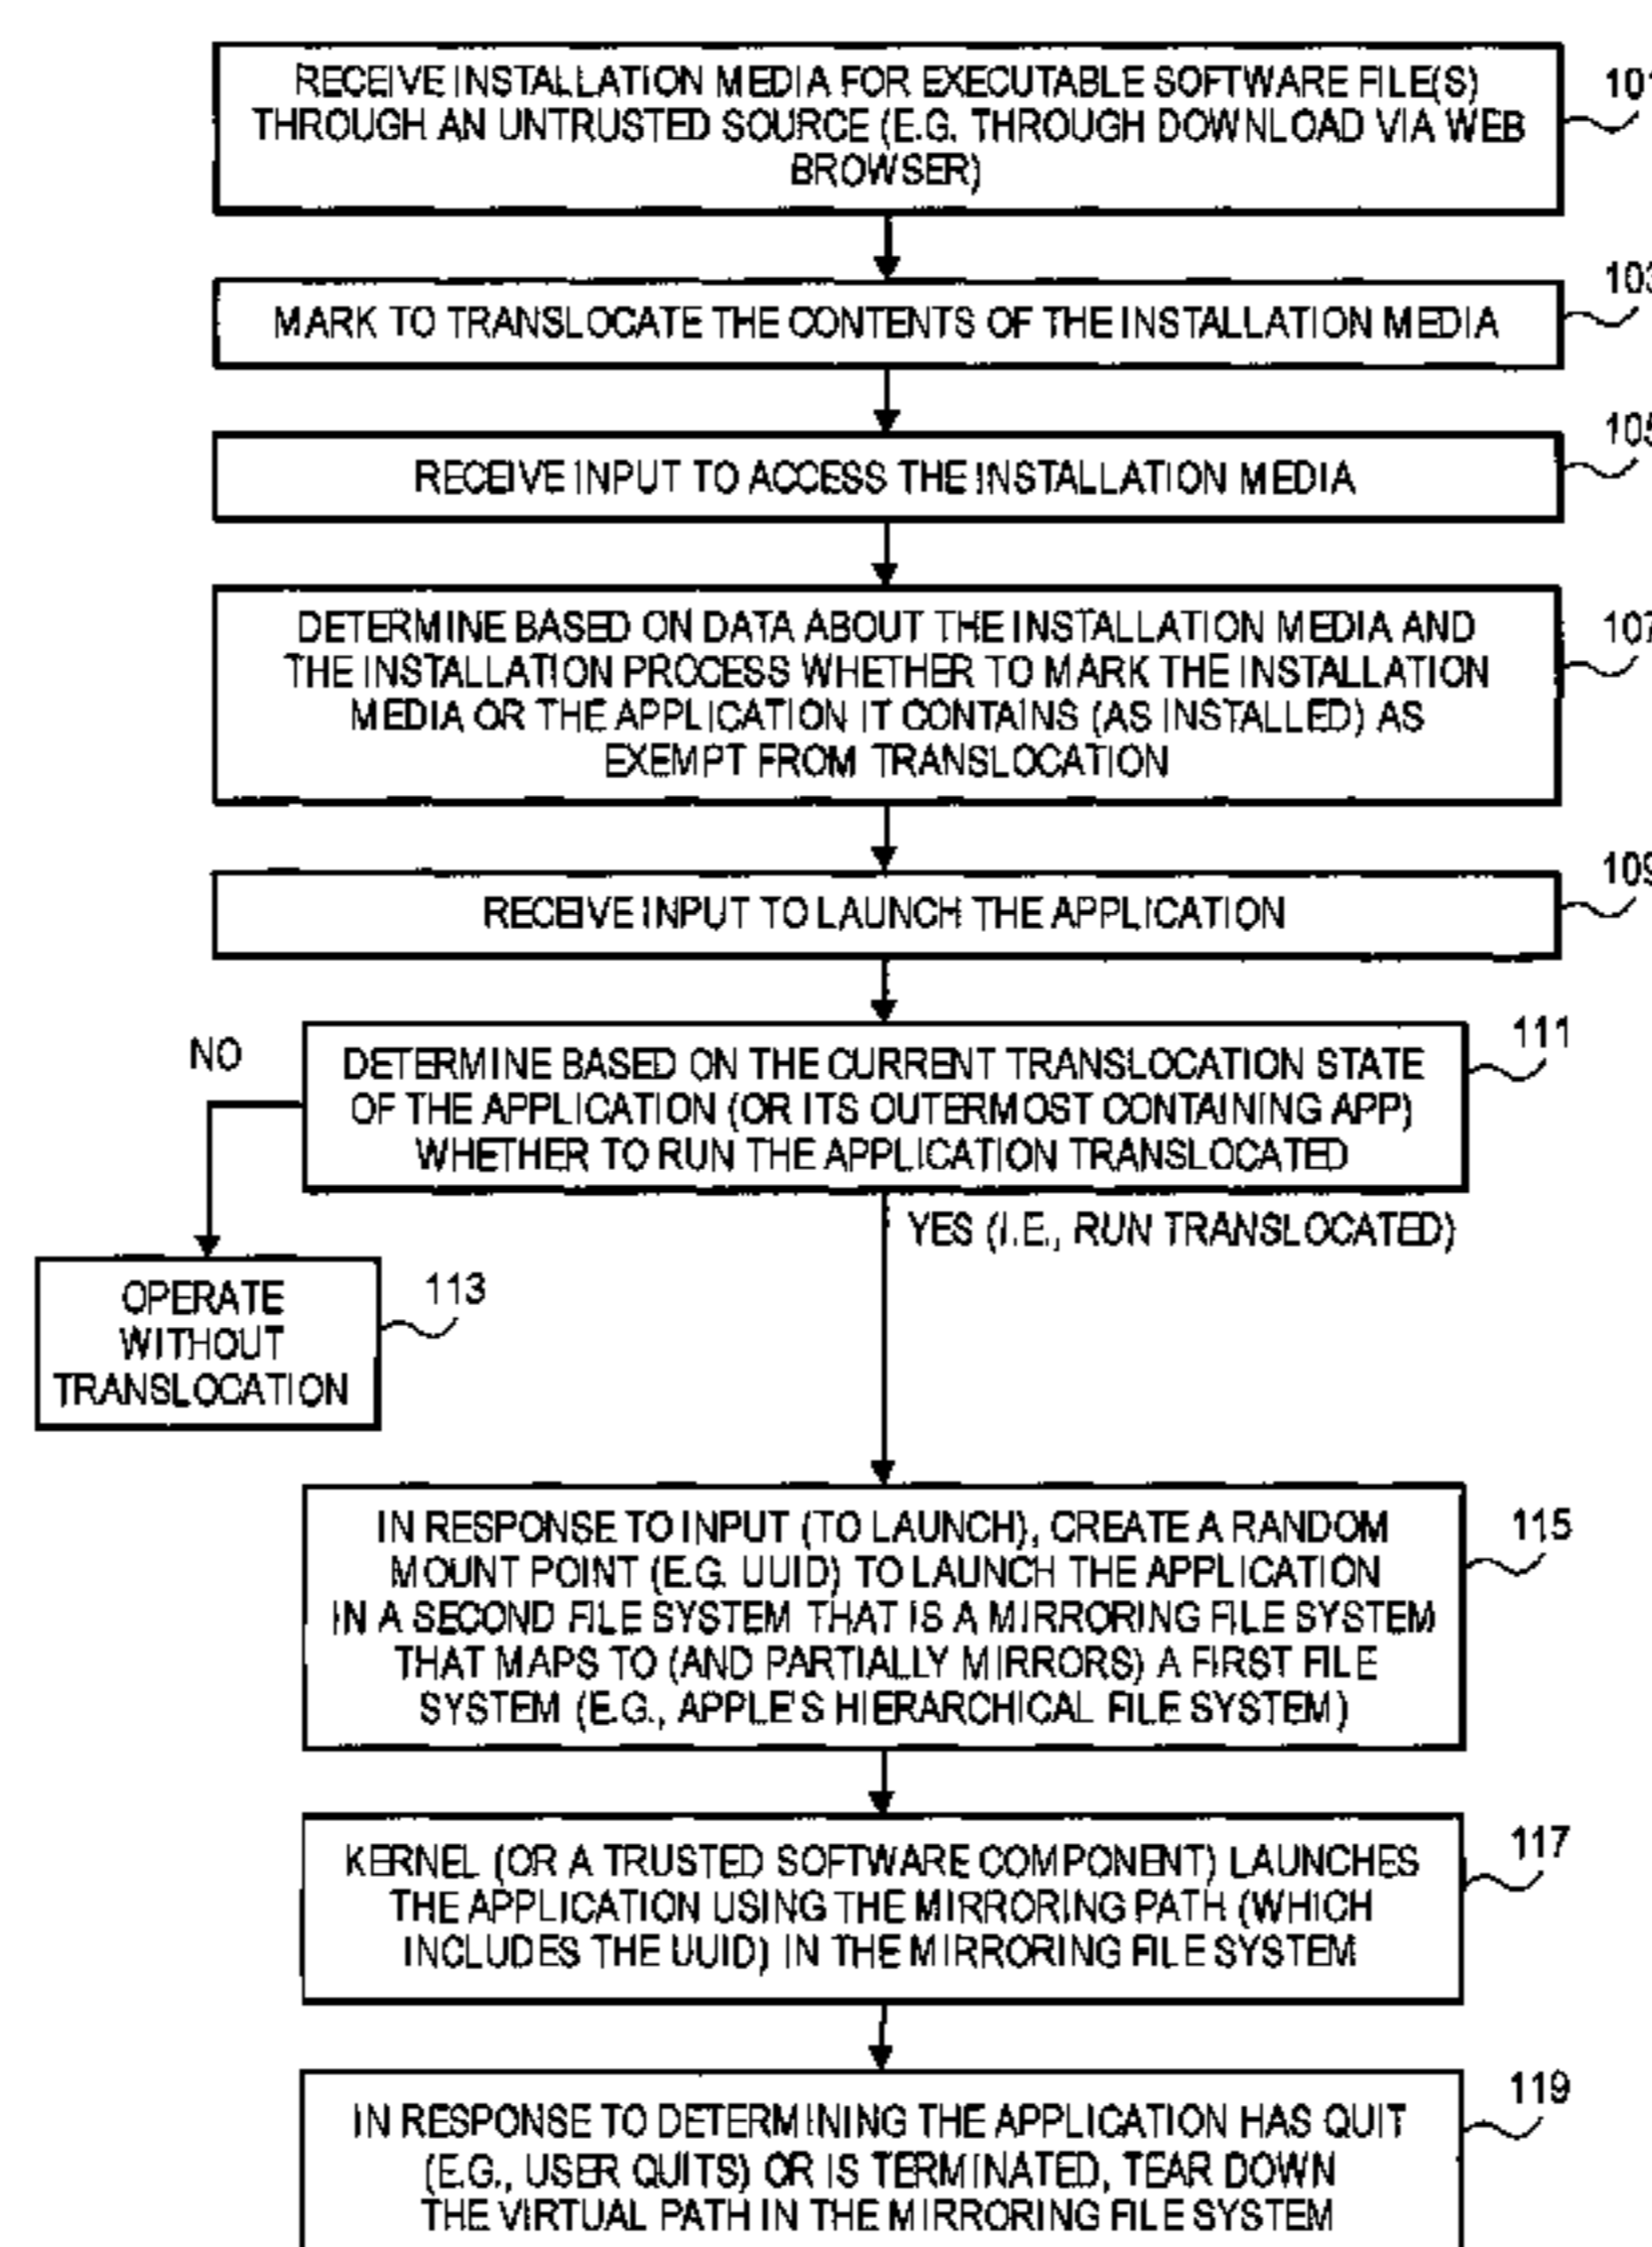 RECEIVE INSTALLATION MEDIA FOR EXECUTABLE SOFTWARE FILE(S)
THROUGH AN UNTRUSTED SOURCE (E.G. THROUGH DOWNLOAD VIA WEB
BROWSER)
101
MARK TO TRANSLOCATE THE CONTENTS OF THE INSTALLATION MEDIA
103
RECEIVE INPUT TO ACCESS THE INSTALLATION MEDIA
105
DETERMINE BASED ON DATA ABOUT THE INSTALLATION MEDIA AND
THE INSTALLATION PROCESS WHETHER TO MARK THE INSTALLATION
MEDIA OR THE APPLICATION IT CONTAINS (AS INSTALLED) AS
EXEMPT FROM TRANSLOCATION
107
RECEIVE INPUT TO LAUNCH THE APPLICATION
109
DETERMINE BASED ON THE CURRENT TRANSLOCATION STATE
OF THE APPLICATION (OR ITS OUTERMOST CONTAINING APP)
WHETHER TO RUN THE APPLICATION TRANSLOCATED
111
NO
YES (I.E., RUN TRANSLOCATED)
OPERATE
WITHOUT
TRANSLOCATION
113
IN RESPONSE TO INPUT (TO LAUNCH), CREATE A RANDOM
MOUNT POINT (E.G. UUID) TO LAUNCH THE APPLICATION
IN A SECOND FILE SYSTEM THAT IS A MIRRORING FILE SYSTEM
THAT MAPS TO (AND PARTIALLY MIRRORS) A FIRST FILE
SYSTEM (E.G., APPLE'S HIERARCHICAL FILE SYSTEM)
115
KERNEL (OR A TRUSTED SOFTWARE COMPONENT) LAUNCHES
THE APPLICATION USING THE MIRRORING PATH (WHICH
INCLUDES THE UUID) IN THE MIRRORING FILE SYSTEM
117
IN RESPONSE TO DETERMINING THE APPLICATION HAS QUIT
(E.G., USER QUITS) OR IS TERMINATED, TEAR DOWN
THE VIRTUAL PATH IN THE MIRRORING FILE SYSTEM
119